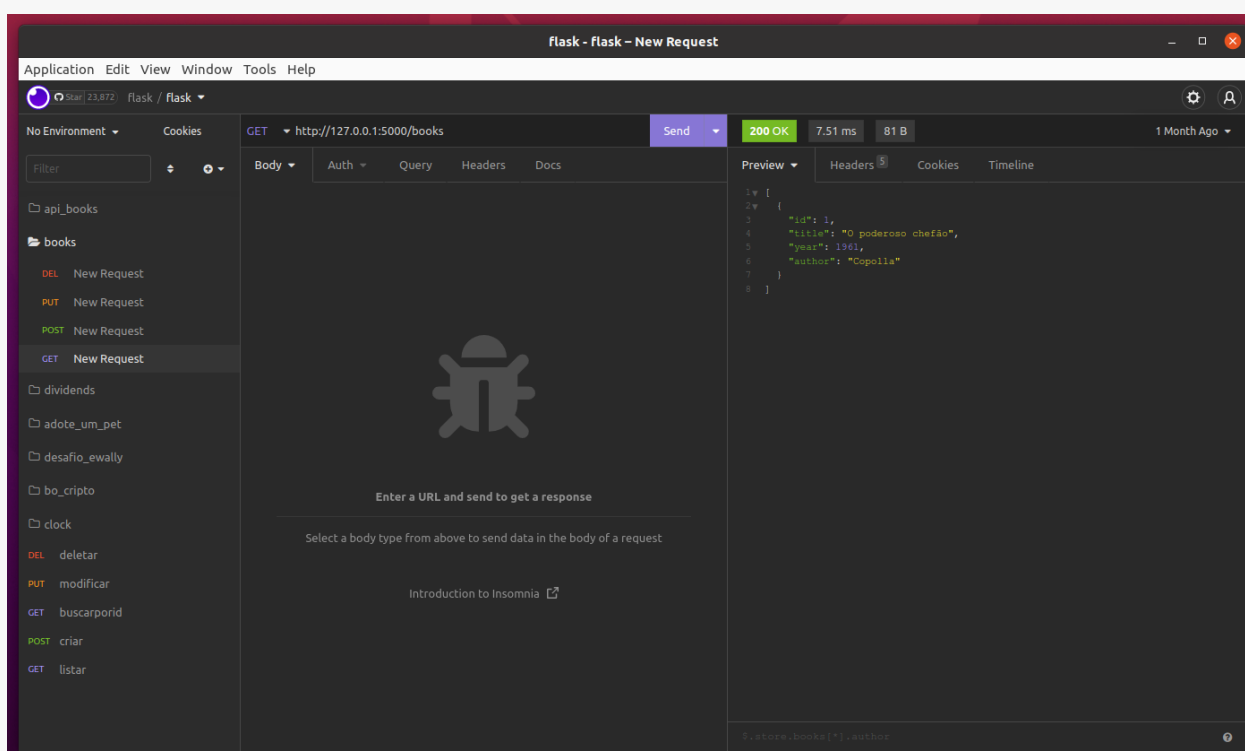 flask - flask – New Request
Application Edit View Window Tools Help
Star 23,872 flask / flask
No Environment Cookies
Filter
api_books
books
DEL New Request
PUT New Request
POST New Request
GET New Request
dividends
adote_um_pet
desafio_ewally
bo_cripto
clock
DEL deletar
PUT modificar
GET buscarporid
POST criar
GET listar
GET http://127.0.0.1:5000/books Send
Body Auth Query Headers Docs
Enter a URL and send to get a response
Select a body type from above to send data in the body of a request
Introduction to Insomnia
200 OK 7.51 ms 81 B 1 Month Ago
Preview Headers 5 Cookies Timeline
1 [
2 {
3 "id": 1,
4 "title": "O poderoso chefão",
5 "year": 1961,
6 "author": "Copolla"
7 }
8 ]
$.store.books[*].author